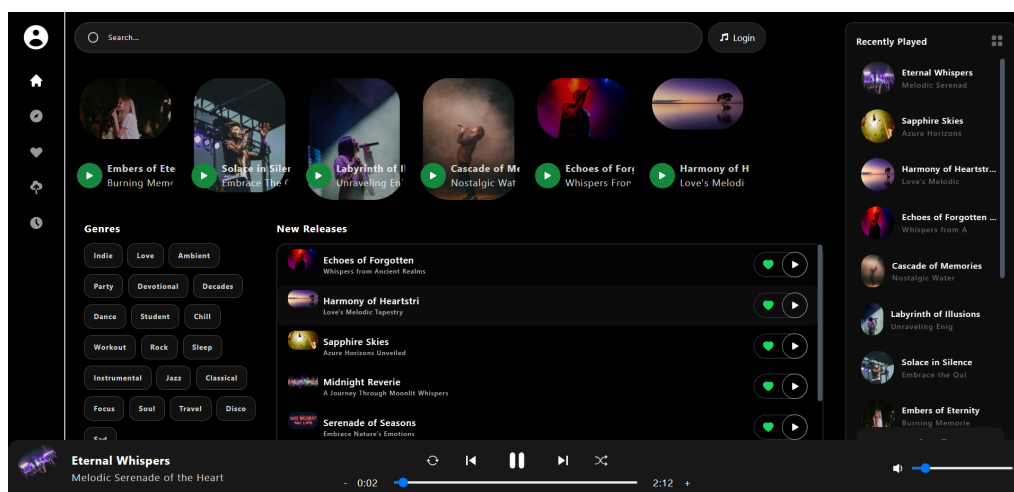 Search...
Login
Embers of Ete
Burning Mem
Solace in Silen
Embrace The
Labyrinth of Il
Unraveling En
Cascade of Me
Nostalgic Wat
Echoes of Forg
Whispers Fror
Harmony of H
Love's Melodi
Genres
Indie
Love
Ambient
Party
Devotional
Decades
Dance
Student
Chill
Workout
Rock
Sleep
Instrumental
Jazz
Classical
Focus
Soul
Travel
Disco
Sad
New Releases
Echoes of Forgotten
Whispers from Ancient Realms
Harmony of Heartstri
Love's Melodic Tapestry
Sapphire Skies
Azure Horizons Unveiled
Midnight Reverie
A Journey Through Moonlit Whispers
Serenade of Seasons
Embrace Nature's Emotions
Recently Played
Eternal Whispers
Melodic Serenad
Sapphire Skies
Azure Horizons
Harmony of Heartstr...
Love's Melodic
Echoes of Forgotten ...
Whispers from A
Cascade of Memories
Nostalgic Water
Labyrinth of Illusions
Unraveling Enig
Solace in Silence
Embrace the Qui
Embers of Eternity
Burning Memorie
Eternal Whispers
Melodic Serenade of the Heart
- 0:02
2:12 +